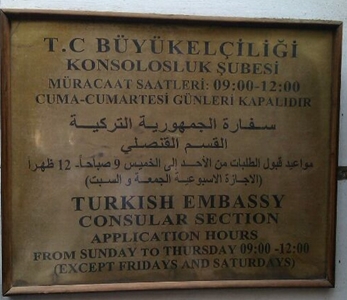 T.C BÜYÜKELÇİLİĞİ
KONSOLOSLUK ŞUBESİ
MÜRACAAT SAATLERİ: 09:00-12:00
CUMA-CUMARTESİ GÜNLERİ KAPALIDIR
سفارة الجمهورية التركية
القسم القنصلي
مواعيد قبول الطلبات من الأحد إلى الخميس 9 صباحاً- 12 ظهراً
(الاجازة الاسبوعية الجمعة و السبت)
TURKISH EMBASSY
CONSULAR SECTION
APPLICATION HOURS
FROM SUNDAY TO THURSDAY 09:00 -12:00
(EXCEPT FRIDAYS AND SATURDAYS)